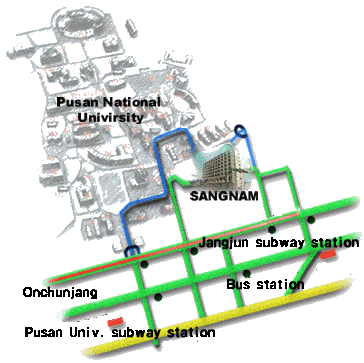 Pusan National
Univirsity
SANGNAM
Jangjun subway station
Bus station
Onchunjang
Pusan Univ. subway station